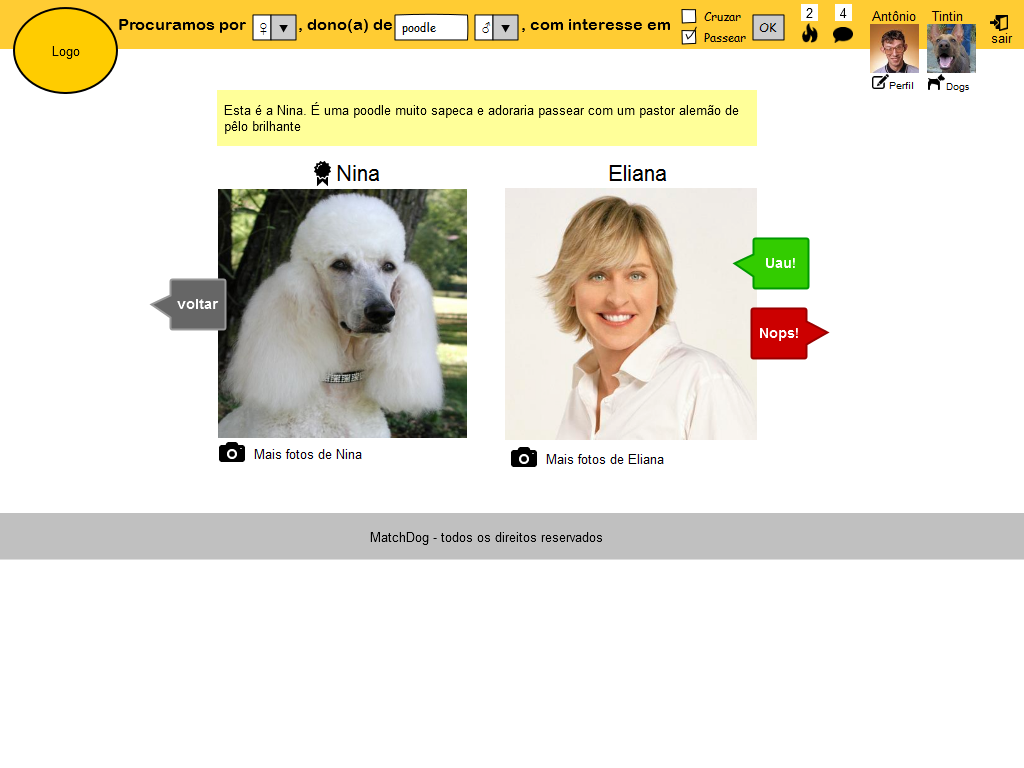 Logo
Procuramos por ♀ ▼ , dono(a) de poodle ♂ ▼ , com interesse em
Cruzar
Passear
OK
2
4
Antônio
Tintin
Perfil
Dogs
sair
Esta é a Nina. É uma poodle muito sapeca e adoraria passear com um pastor alemão de
pêlo brilhante
Nina
Eliana
voltar
Uau!
Nops!
Mais fotos de Nina
Mais fotos de Eliana
MatchDog - todos os direitos reservados